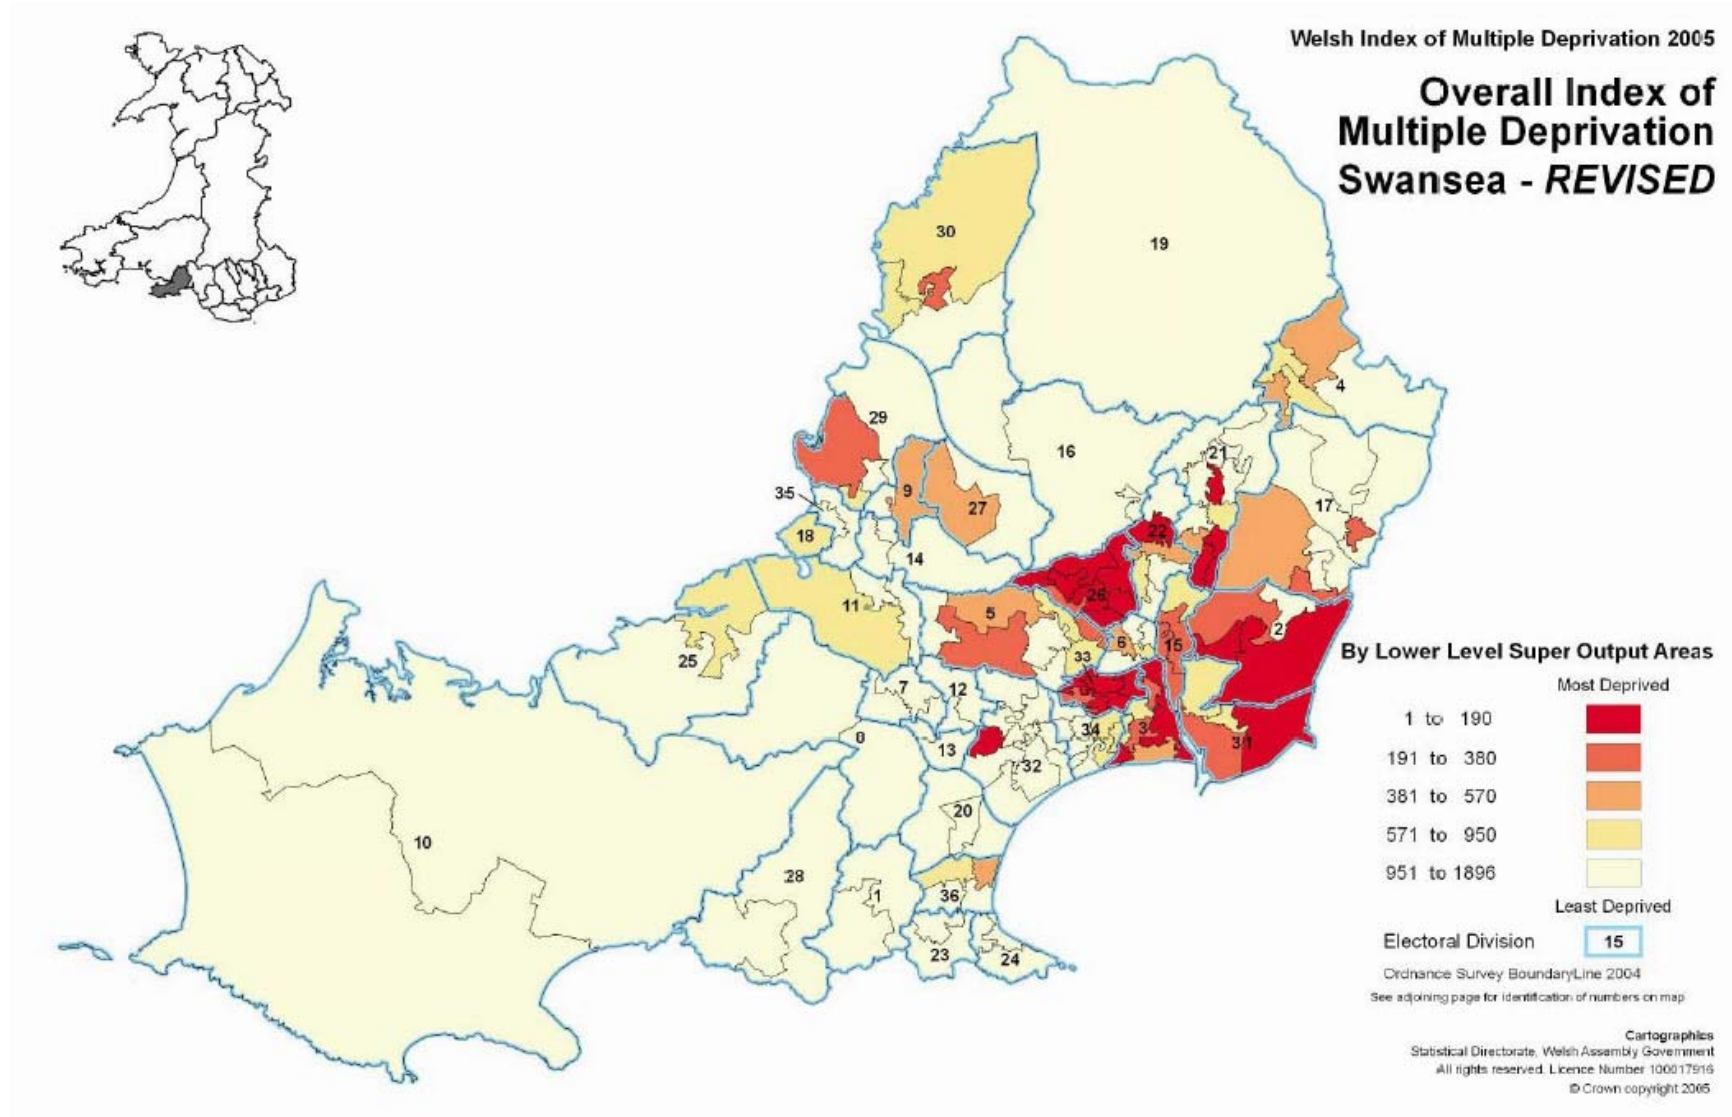 Welsh Index of Multiple Deprivation 2005
Overall Index of
Multiple Deprivation
Swansea - REVISED
30
19
4
29
16
21
35
9
27
17
18
22
14
11
26
5
2
25
6
15
33
7
12
8
13
34
3
31
32
20
10
28
1
36
23
24
By Lower Level Super Output Areas
Most Deprived
1 to 190
191 to 380
381 to 570
571 to 950
951 to 1896
Least Deprived
Electoral Division 15
Ordnance Survey BoundaryLine 2004
See adjoining page for identification of numbers on map
Cartographics
Statistical Directorate, Welsh Assembly Government
All rights reserved. Licence Number 100017916
© Crown copyright 2005